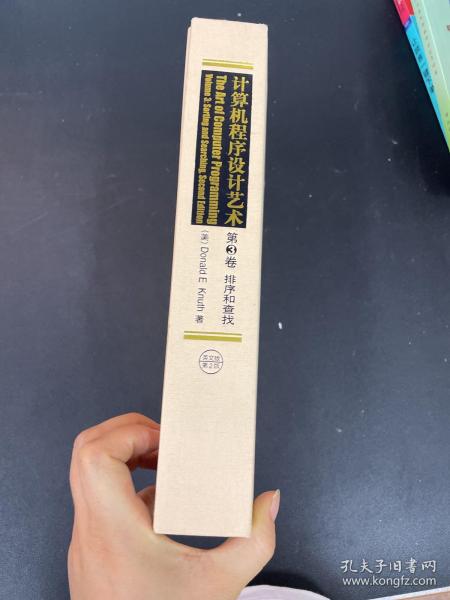 计算机程序设计艺术
The Art of Computer Programming
Volume 3: Sorting and Searching, Second Edition
第3卷 排序和查找
(美) Donald E. Knuth 著
英文版
第2版
孔夫子旧书网
www.kongfz.com